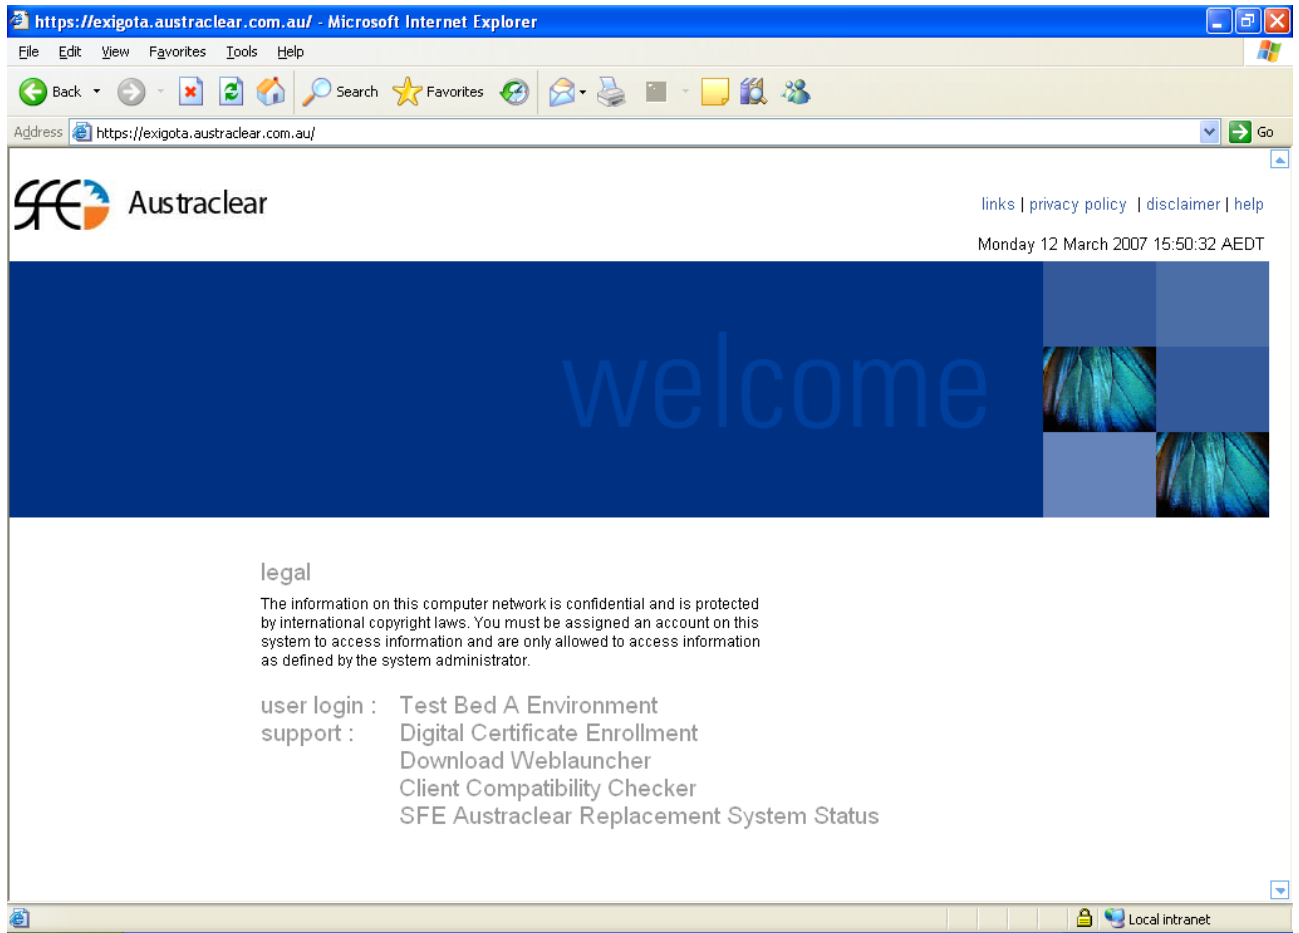 https://exigota.austraclear.com.au/ - Microsoft Internet Explorer
File Edit View Favorites Tools Help
Back Search Favorites
Address https://exigota.austraclear.com.au/ Go
SFE Austraclear
links | privacy policy | disclaimer | help
Monday 12 March 2007 15:50:32 AEDT
welcome
legal
The information on this computer network is confidential and is protected
by international copyright laws. You must be assigned an account on this
system to access information and are only allowed to access information
as defined by the system administrator.
user login : Test Bed A Environment
support : Digital Certificate Enrollment
Download Weblauncher
Client Compatibility Checker
SFE Austraclear Replacement System Status
Local intranet